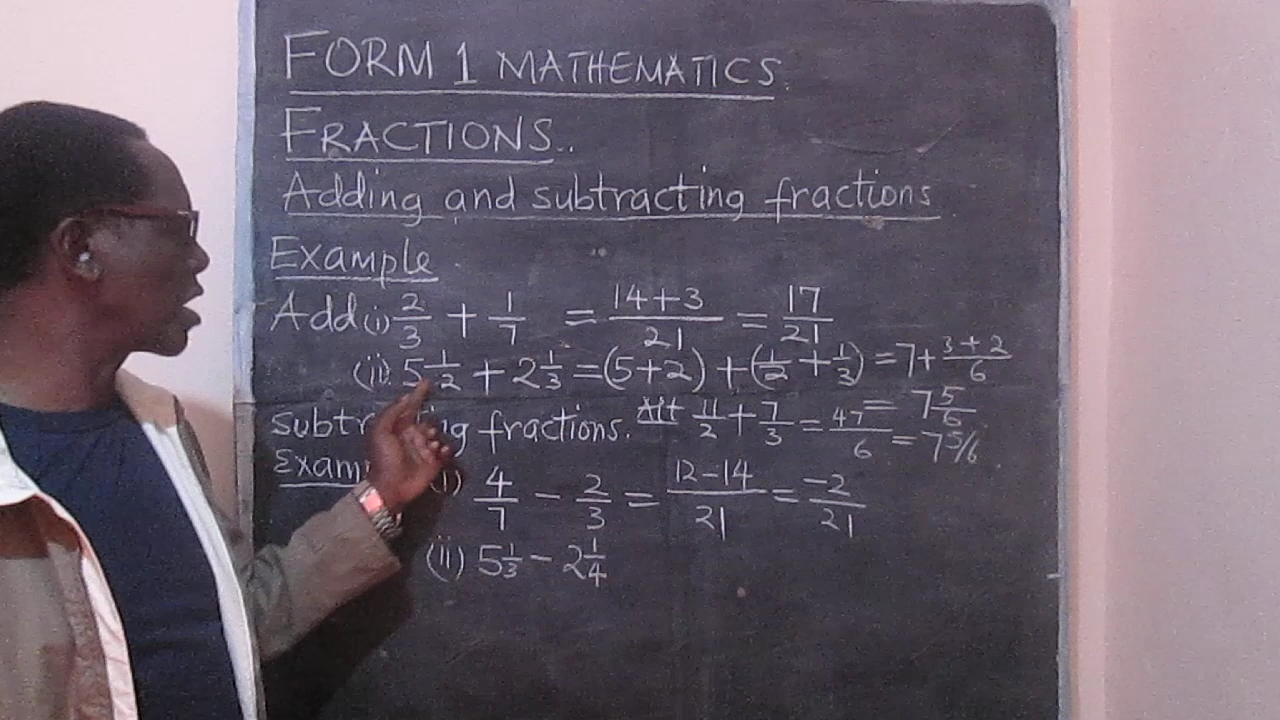 FORM 1 MATHEMATICS
FRACTIONS..
Adding and subtracting fractions
Example
Add (i) 2/3 + 1/7 = 14+3/21 = 17/21
(ii) 5 1/2 + 2 1/3 = (5+2) + (1/2 + 1/3) = 7 + 3+2/6
= 7 5/6
fractions. Alt 11/2 + 7/3 = 47/6 = 7 5/6
4/7 - 2/3 = 12-14/21 = -2/21
(ii) 5 1/3 - 2 1/4